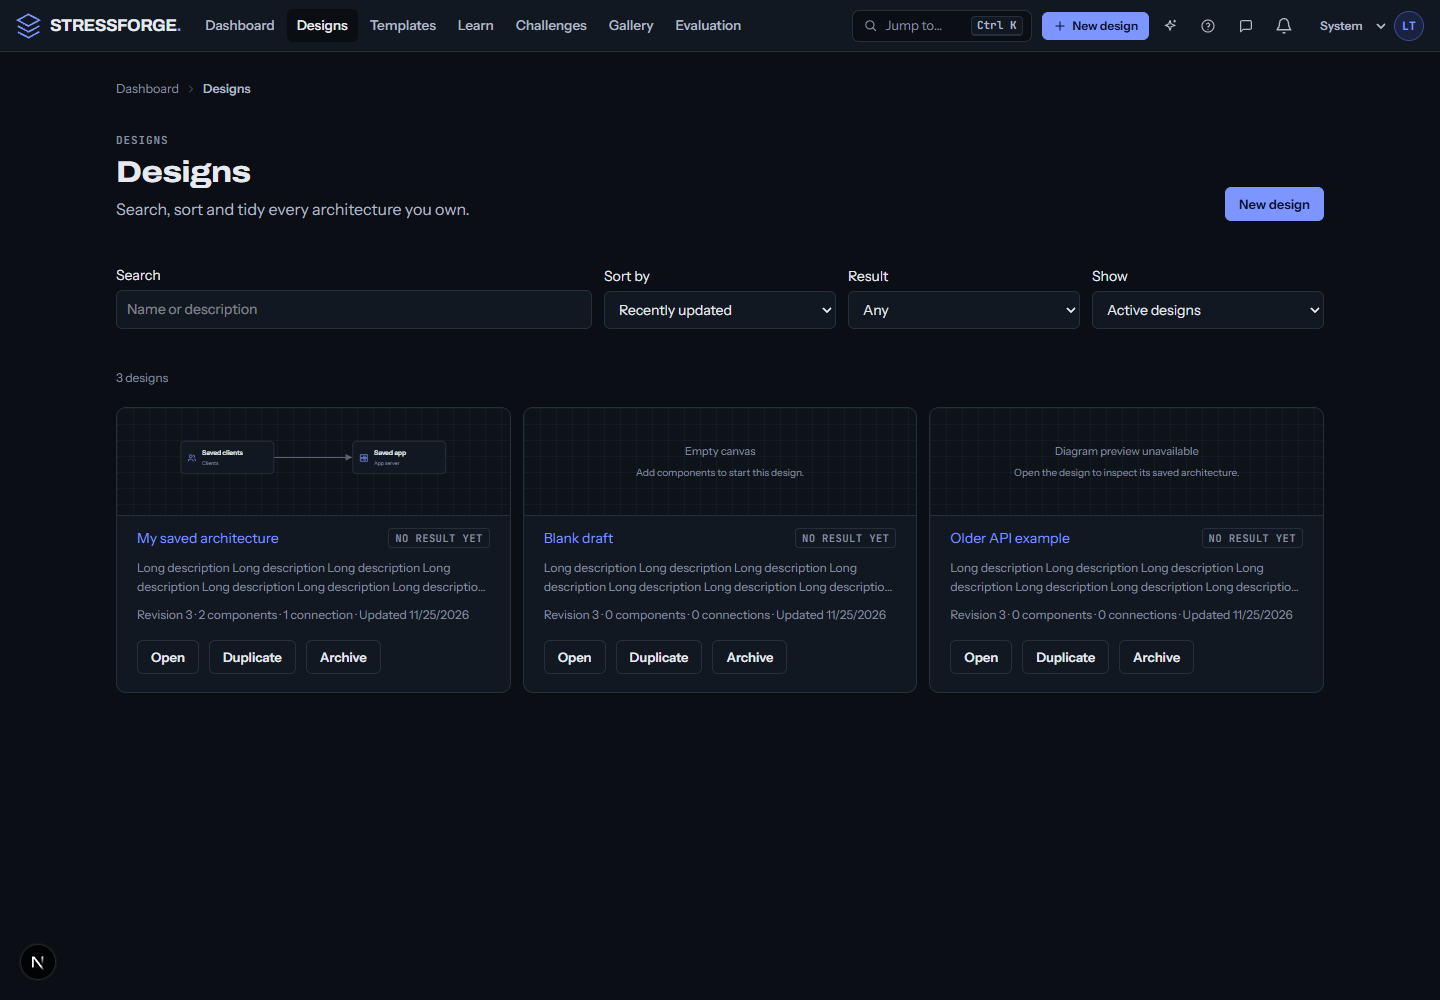 STRESSFORGE.
Dashboard
Designs
Templates
Learn
Challenges
Gallery
Evaluation
Jump to...
Ctrl K
New design
System
LT
Dashboard
Designs
DESIGNS
Designs
Search, sort and tidy every architecture you own.
New design
Search
Name or description
Sort by
Recently updated
Result
Any
Show
Active designs
3 designs
Saved clients
Clients
Saved app
App server
My saved architecture
NO RESULT YET
Long description Long description Long description Long
description Long description Long description Long descriptio...
Revision 3 · 2 components · 1 connection · Updated 11/25/2026
Open
Duplicate
Archive
Empty canvas
Add components to start this design.
Blank draft
NO RESULT YET
Long description Long description Long description Long
description Long description Long description Long descriptio...
Revision 3 · 0 components · 0 connections · Updated 11/25/2026
Open
Duplicate
Archive
Diagram preview unavailable
Open the design to inspect its saved architecture.
Older API example
NO RESULT YET
Long description Long description Long description Long
description Long description Long description Long descriptio...
Revision 3 · 0 components · 0 connections · Updated 11/25/2026
Open
Duplicate
Archive
N